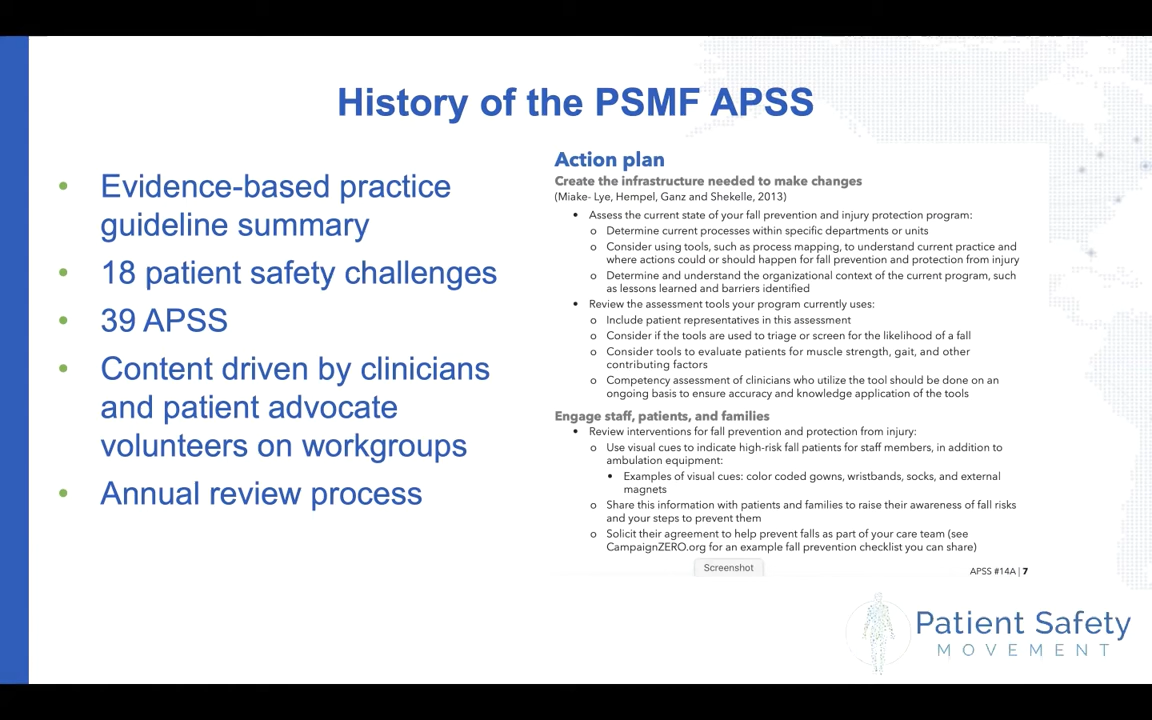 History of the PSMF APSS
• Evidence-based practice
guideline summary
• 18 patient safety challenges
• 39 APSS
• Content driven by clinicians
and patient advocate
volunteers on workgroups
• Annual review process
Action plan
Create the infrastructure needed to make changes
(Miake- Lye, Hempel, Ganz and Shekelle, 2013)
• Assess the current state of your fall prevention and injury protection program:
o Determine current processes within specific departments or units
o Consider using tools, such as process mapping, to understand current practice and
where actions could or should happen for fall prevention and protection from injury
o Determine and understand the organizational context of the current program, such
as lessons learned and barriers identified
• Review the assessment tools your program currently uses:
o Include patient representatives in this assessment
o Consider if the tools are used to triage or screen for the likelihood of a fall
o Consider tools to evaluate patients for muscle strength, gait, and other
contributing factors
o Competency assessment of clinicians who utilize the tool should be done on an
ongoing basis to ensure accuracy and knowledge application of the tools
Engage staff, patients, and families
• Review interventions for fall prevention and protection from injury:
o Use visual cues to indicate high-risk fall patients for staff members, in addition to
ambulation equipment:
• Examples of visual cues: color coded gowns, wristbands, socks, and external
magnets
o Share this information with patients and families to raise their awareness of fall risks
and your steps to prevent them
o Solicit their agreement to help prevent falls as part of your care team (see
CampaignZERO.org for an example fall prevention checklist you can share)
Screenshot
APSS #14A | 7
Patient Safety
MOVEMENT